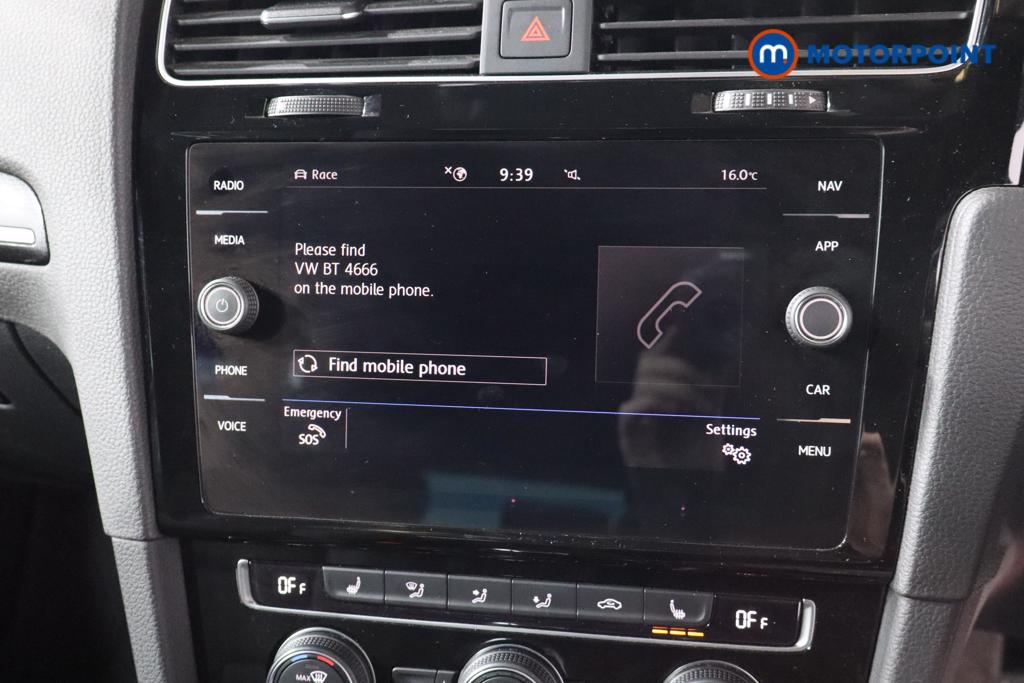 m MOTORPOINT
RADIO
Race
9:39
16.0°C
NAV
MEDIA
APP
Please find
VW BT 4666
on the mobile phone.
PHONE
Find mobile phone
CAR
VOICE
Emergency
SOS
Settings
MENU
OFF
OFF
MAX